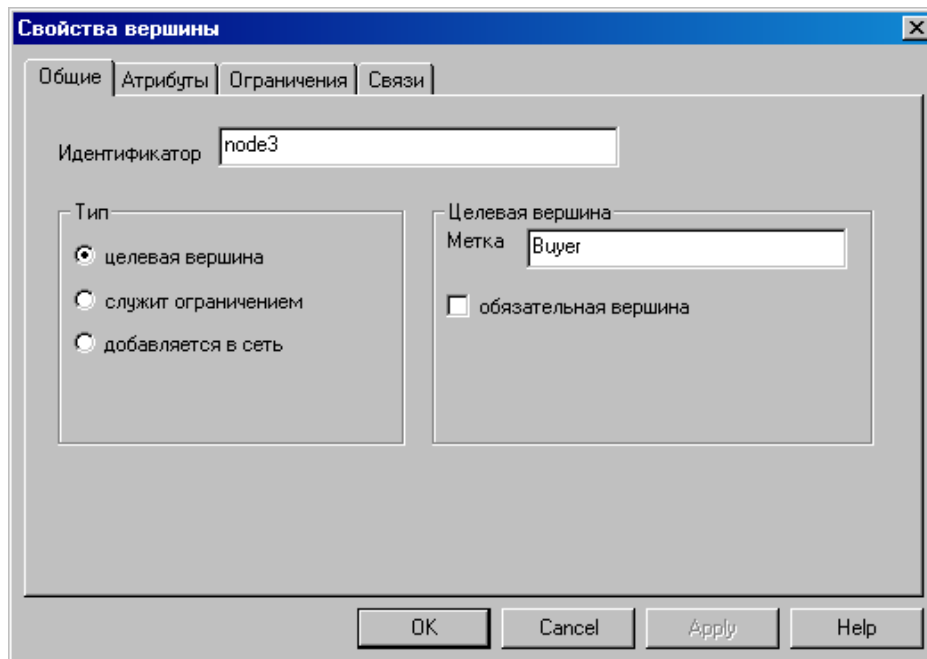 Свойства вершины
Общие Атрибуты Ограничения Связи
Идентификатор node3
Тип
целевая вершина
служит ограничением
добавляется в сеть
Целевая вершина
Метка Buyer
обязательная вершина
OK Cancel Apply Help